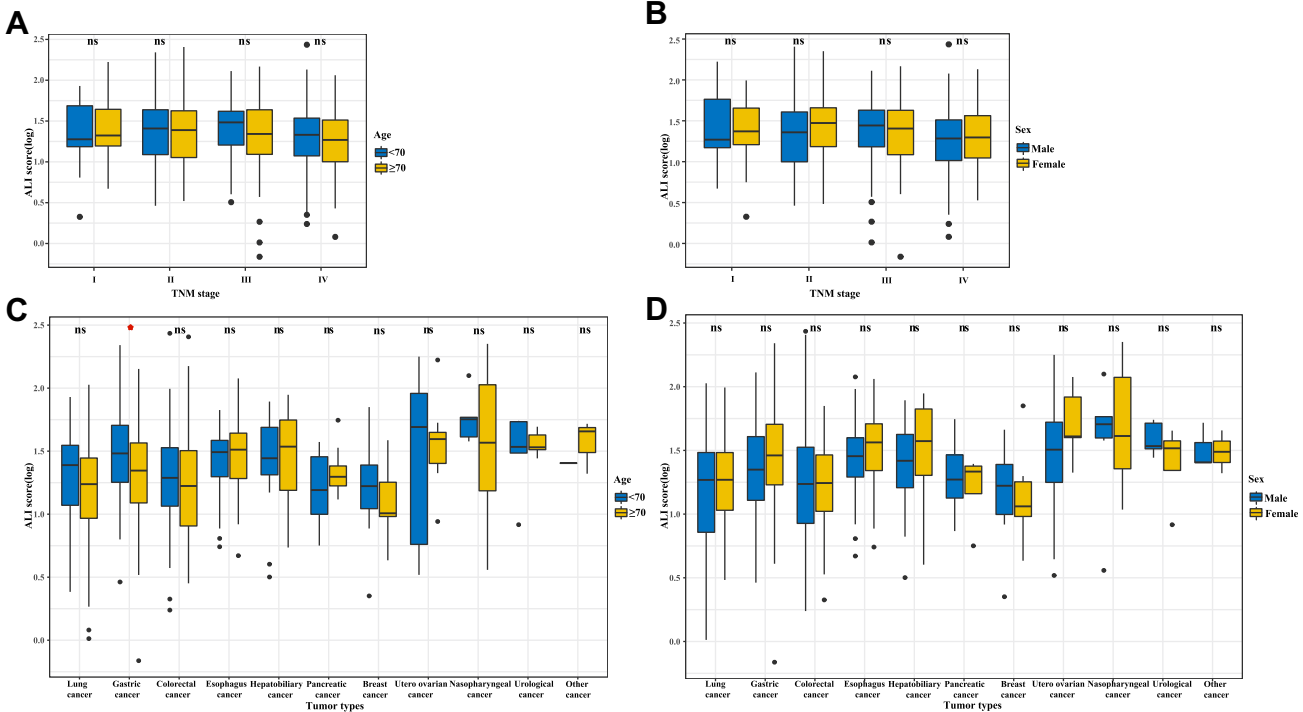 A
ns ns ns ns
2.5
2.0
1.5
1.0
0.5
0.0
ALI score(log)
I II III IV
TNM stage
Age
<70
≥70
B
ns ns ns ns
2.5
2.0
1.5
1.0
0.5
0.0
ALI score(log)
I II III IV
TNM stage
Sex
Male
Female
C
ns ns ns ns ns ns ns ns ns ns
2.5
2.0
1.5
1.0
0.5
0.0
ALI score(log)
Lung Gastric Colorectal Esophagus Hepatobiliary Pancreatic Breast Utero ovarian Nasopharyngeal Urological Other
cancer cancer cancer cancer cancer cancer cancer cancer cancer cancer cancer
Tumor types
Age
<70
≥70
D
ns ns ns ns ns ns ns ns ns ns ns
2.5
2.0
1.5
1.0
0.5
0.0
ALI score(log)
Lung Gastric Colorectal Esophagus Hepatobiliary Pancreatic Breast Utero ovarian Nasopharyngeal Urological Other
cancer cancer cancer cancer cancer cancer cancer cancer cancer cancer cancer
Tumor types
Sex
Male
Female